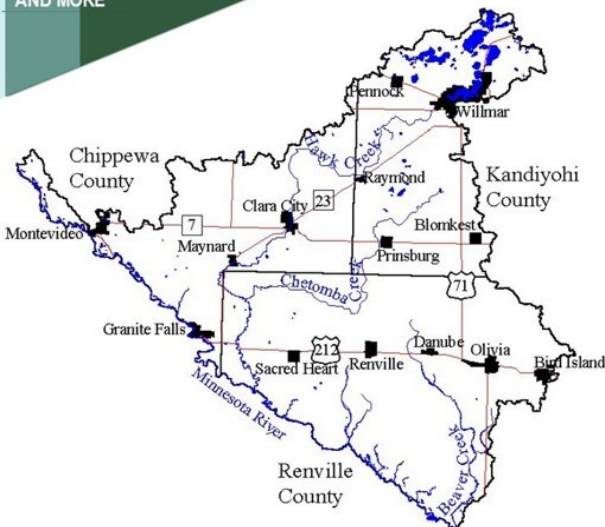 AND MORE
Pennock
Willmar
Hawk Creek
Chippewa
County
Raymond
Kandiyohi
County
Clara City
23
7
Blomkest
Montevideo
Maynard
Prinsburg
Chetomba
Creek
71
Granite Falls
212
Danube
Olivia
Sacred Heart
Renville
Bird Island
Minnesota River
Beaver Creek
Renville
County